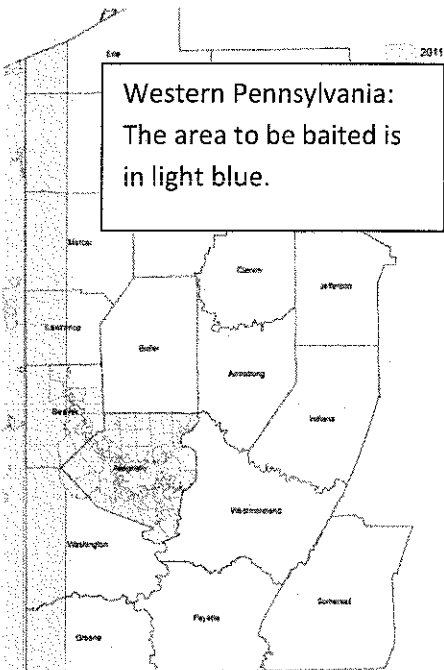 Erie
2011
Western Pennsylvania:
The area to be baited is
in light blue.
Mercer
Clarion
Jefferson
Lawrence
Butler
Armstrong
Beaver
Indiana
Allegheny
Westmoreland
Washington
Fayette
Somerset
Greene